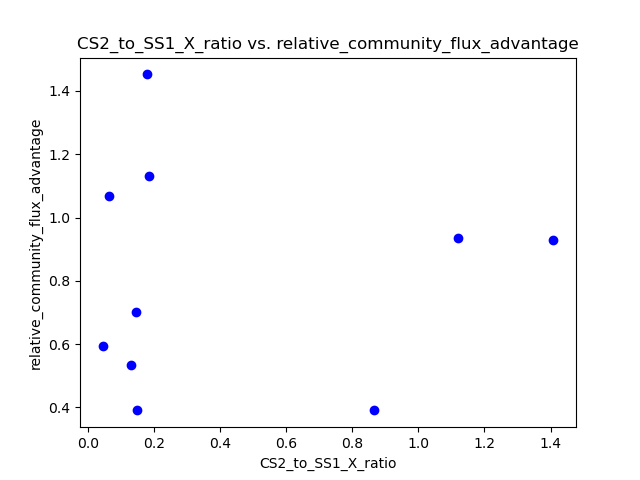 CS2_to_SS1_X_ratio vs. relative_community_flux_advantage
relative_community_flux_advantage
1.4
1.2
1.0
0.8
0.6
0.4
0.0 0.2 0.4 0.6 0.8 1.0 1.2 1.4
CS2_to_SS1_X_ratio